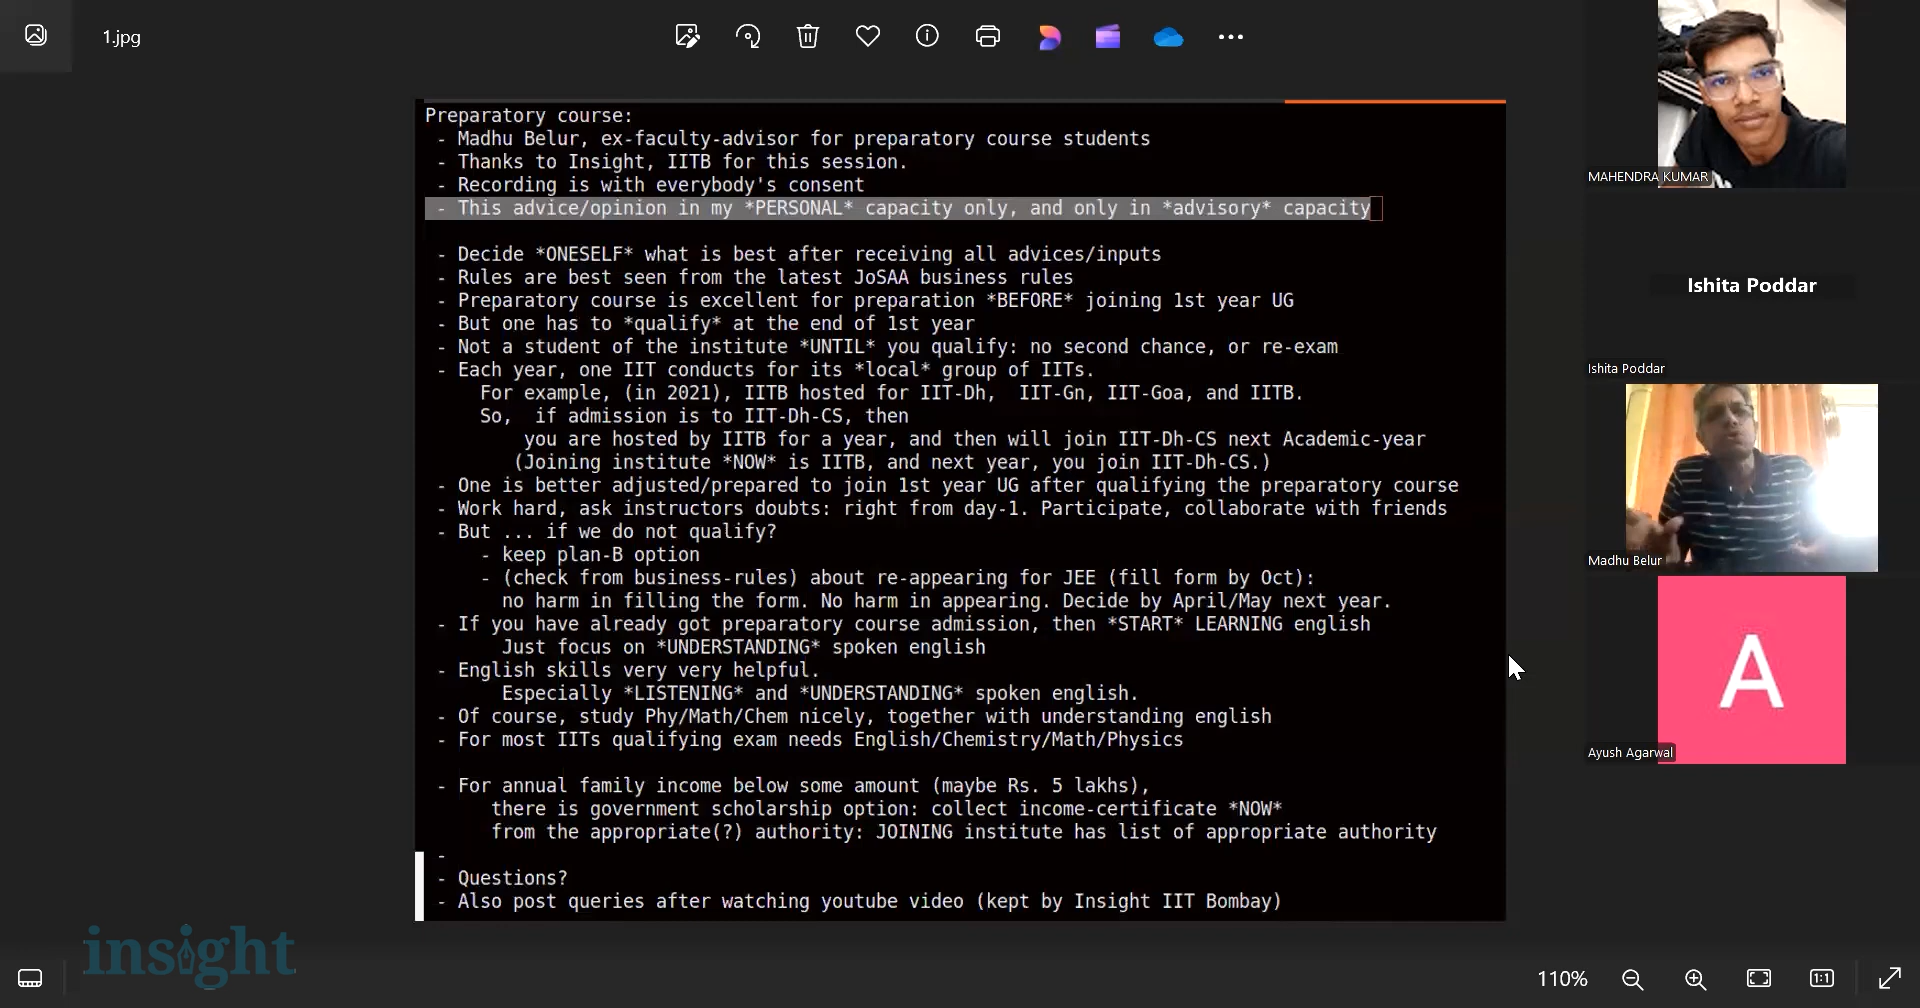 1.jpg
Preparatory course:
- Madhu Belur, ex-faculty-advisor for preparatory course students
- Thanks to Insight, IITB for this session.
- Recording is with everybody's consent
- This advice/opinion in my *PERSONAL* capacity only, and only in *advisory* capacity
- Decide *ONESELF* what is best after receiving all advices/inputs
- Rules are best seen from the latest JoSAA business rules
- Preparatory course is excellent for preparation *BEFORE* joining 1st year UG
- But one has to *qualify* at the end of 1st year
- Not a student of the institute *UNTIL* you qualify: no second chance, or re-exam
- Each year, one IIT conducts for its *local* group of IITs.
For example, (in 2021), IITB hosted for IIT-Dh,  IIT-Gn, IIT-Goa, and IITB.
So,  if admission is to IIT-Dh-CS, then
you are hosted by IITB for a year, and then will join IIT-Dh-CS next Academic-year
(Joining institute *NOW* is IITB, and next year, you join IIT-Dh-CS.)
- One is better adjusted/prepared to join 1st year UG after qualifying the preparatory course
- Work hard, ask instructors doubts: right from day-1. Participate, collaborate with friends
- But ... if we do not qualify?
- keep plan-B option
- (check from business-rules) about re-appearing for JEE (fill form by Oct):
no harm in filling the form. No harm in appearing. Decide by April/May next year.
- If you have already got preparatory course admission, then *START* LEARNING english
Just focus on *UNDERSTANDING* spoken english
- English skills very very helpful.
Especially *LISTENING* and *UNDERSTANDING* spoken english.
- Of course, study Phy/Math/Chem nicely, together with understanding english
- For most IITs qualifying exam needs English/Chemistry/Math/Physics
- For annual family income below some amount (maybe Rs. 5 lakhs),
there is government scholarship option: collect income-certificate *NOW*
from the appropriate(?) authority: JOINING institute has list of appropriate authority
-
- Questions?
- Also post queries after watching youtube video (kept by Insight IIT Bombay)
MAHENDRA KUMAR
Ishita Poddar
Ishita Poddar
Madhu Belur
A
Ayush Agarwal
insight
110%
1:1